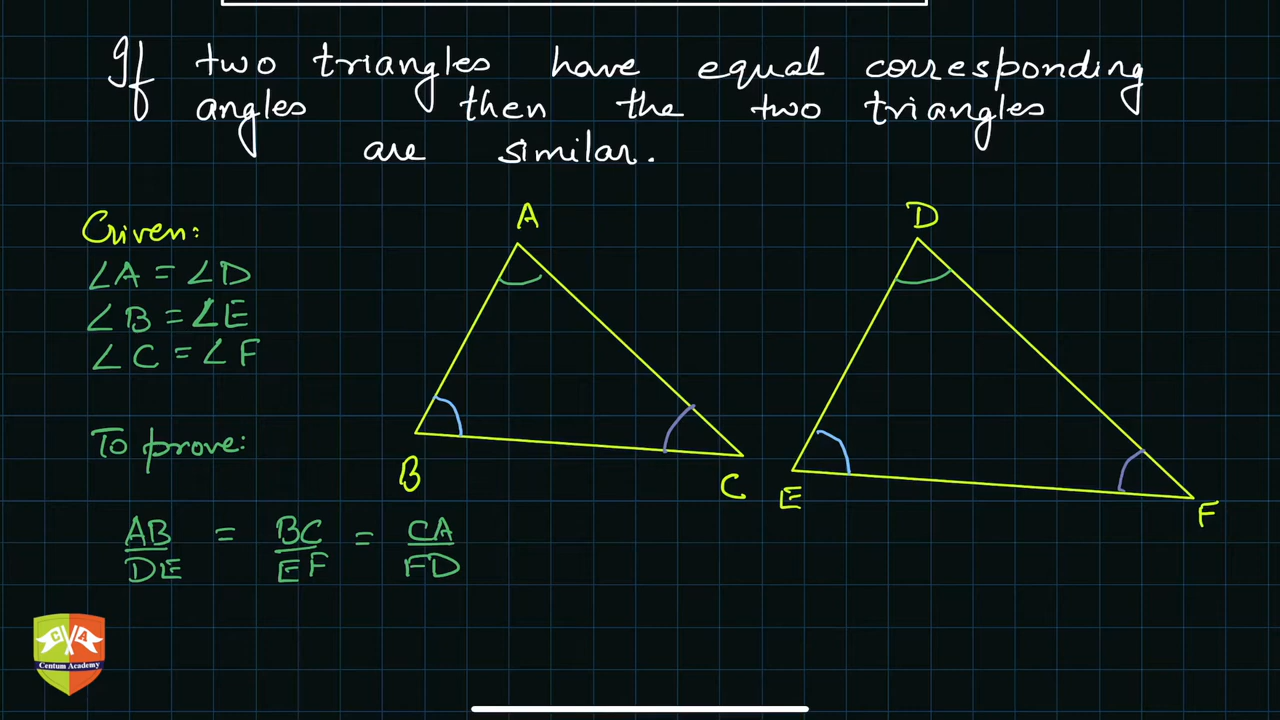 If two triangles have equal corresponding
angles then the two triangles
are similar.
Given:
∠A = ∠D
∠B = ∠E
∠C = ∠F
To prove:
AB/DE = BC/EF = CA/FD
A
B
C
D
E
F
C A
Centum Academy